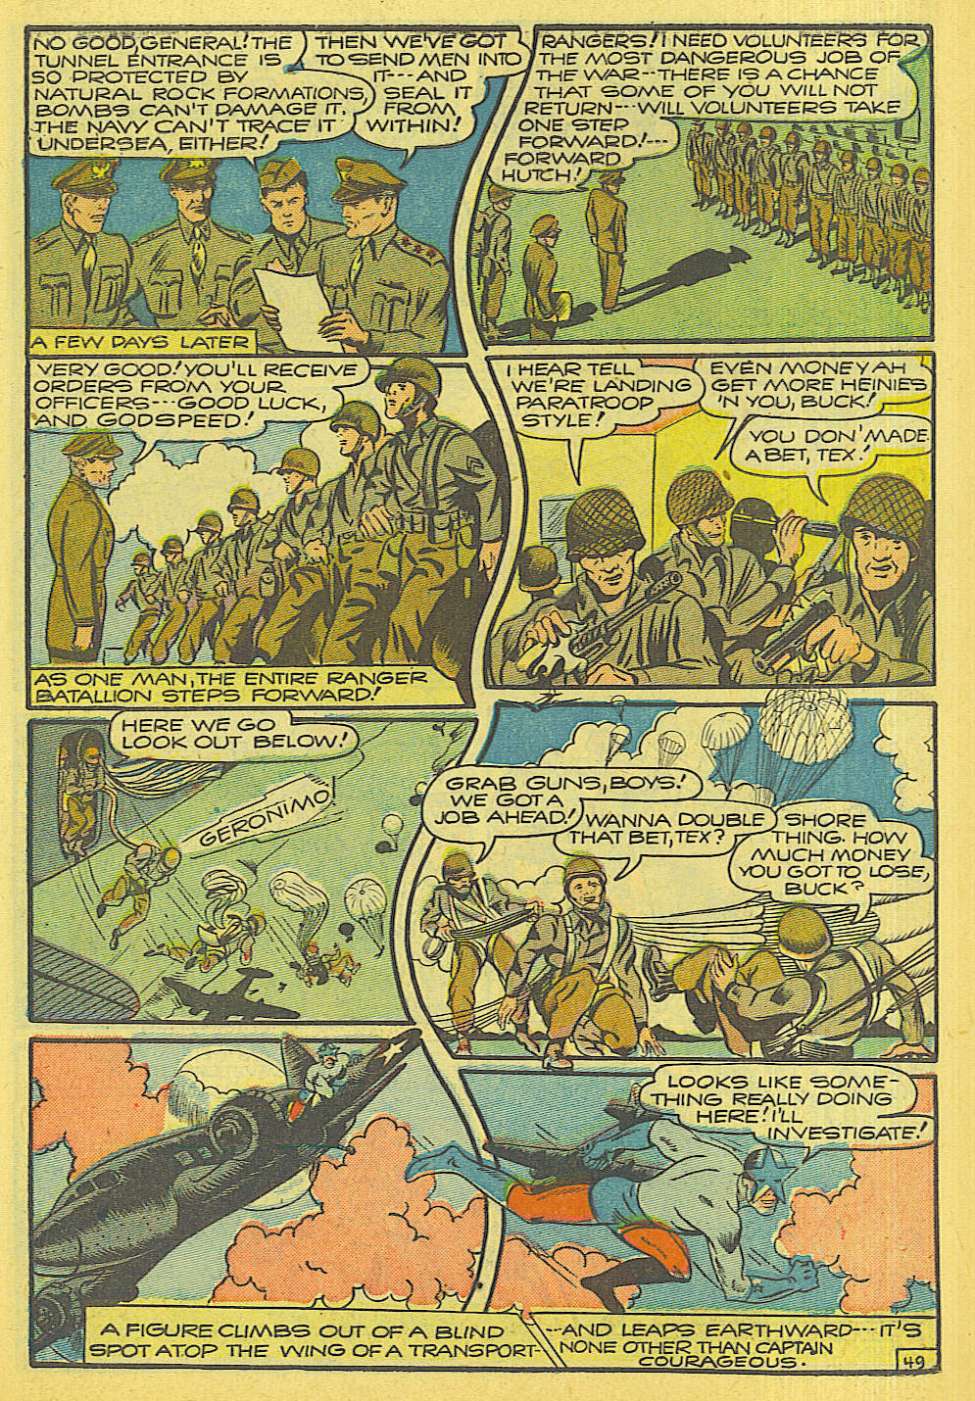 NO GOOD, GENERAL! THE
TUNNEL ENTRANCE IS
SO PROTECTED BY
NATURAL ROCK FORMATIONS
BOMBS CAN'T DAMAGE IT.
THE NAVY CAN'T TRACE IT
UNDERSEA, EITHER!
THEN WE'VE GOT
TO SEND MEN INTO
IT---AND
SEAL IT
FROM
WITHIN!
A FEW DAYS LATER
RANGERS! I NEED VOLUNTEERS FOR
THE MOST DANGEROUS JOB OF
THE WAR--THERE IS A CHANCE
THAT SOME OF YOU WILL NOT
RETURN---WILL VOLUNTEERS TAKE
ONE STEP
FORWARD!---
FORWARD
HUTCH!
VERY GOOD! YOU'LL RECEIVE
ORDERS FROM YOUR
OFFICERS---GOOD LUCK,
AND GODSPEED!
AS ONE MAN, THE ENTIRE RANGER
BATALLION STEPS FORWARD!
I HEAR TELL
WE'RE LANDING
PARATROOP
STYLE!
EVEN MONEY AH
GET MORE HEINIES
'N YOU, BUCK!
YOU DON' MADE
A BET, TEX!
HERE WE GO
LOOK OUT BELOW!
GERONIMO!
GRAB GUNS, BOYS!
WE GOT A
JOB AHEAD!
WANNA DOUBLE
THAT BET, TEX?
SHORE
THING. HOW
MUCH MONEY
YOU GOT TO LOSE,
BUCK?
A FIGURE CLIMBS OUT OF A BLIND
SPOT ATOP THE WING OF A TRANSPORT-
LOOKS LIKE SOME-
THING REALLY DOING
HERE! I'LL
INVESTIGATE!
---AND LEAPS EARTHWARD---IT'S
NONE OTHER THAN CAPTAIN
COURAGEOUS.
49